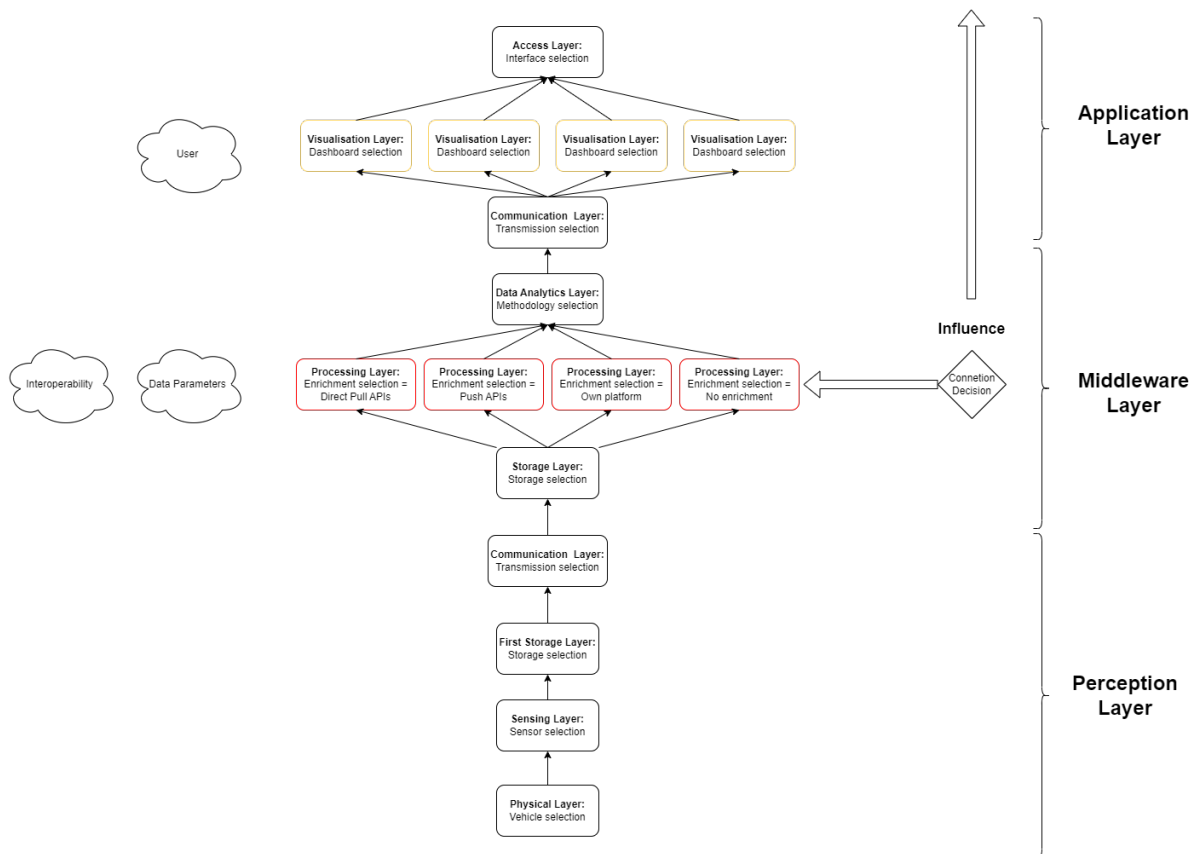 Access Layer:
Interface selection
Application
Layer
User
Visualisation Layer:
Dashboard selection
Visualisation Layer:
Dashboard selection
Visualisation Layer:
Dashboard selection
Visualisation Layer:
Dashboard selection
Communication Layer:
Transmission selection
Data Analytics Layer:
Methodology selection
Influence
Interoperability
Data Parameters
Processing Layer:
Enrichment selection =
Direct Pull APIs
Processing Layer:
Enrichment selection =
Push APIs
Processing Layer:
Enrichment selection =
Own platform
Processing Layer:
Enrichment selection =
No enrichment
Connetion
Decision
Middleware
Layer
Storage Layer:
Storage selection
Communication Layer:
Transmission selection
First Storage Layer:
Storage selection
Perception
Layer
Sensing Layer:
Sensor selection
Physical Layer:
Vehicle selection